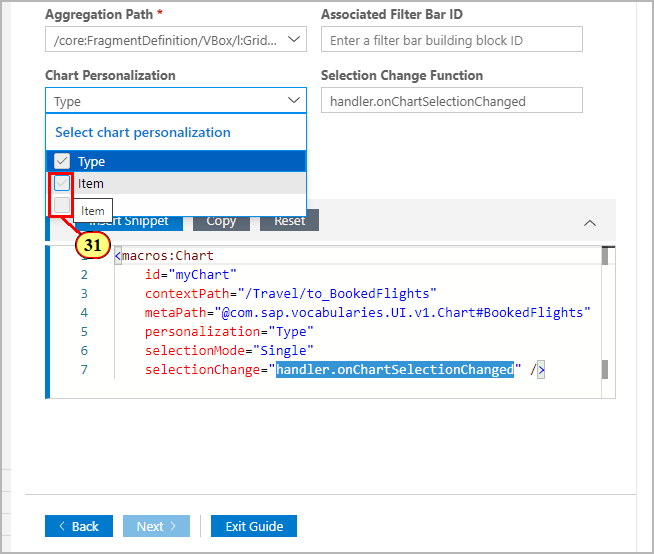 Aggregation Path *
Associated Filter Bar ID
/core:FragmentDefinition/VBox/l:Grid...
Enter a filter bar building block ID
Chart Personalization
Selection Change Function
Type
handler.onChartSelectionChanged
Select chart personalization
Type
Item
Item
31
Insert Snippet
Copy
Reset
<macros:Chart
2 id="myChart"
3 contextPath="/Travel/to_BookedFlights"
4 metaPath="@com.sap.vocabularies.UI.v1.Chart#BookedFlights"
5 personalization="Type"
6 selectionMode="Single"
7 selectionChange="handler.onChartSelectionChanged" />
Back
Next
Exit Guide